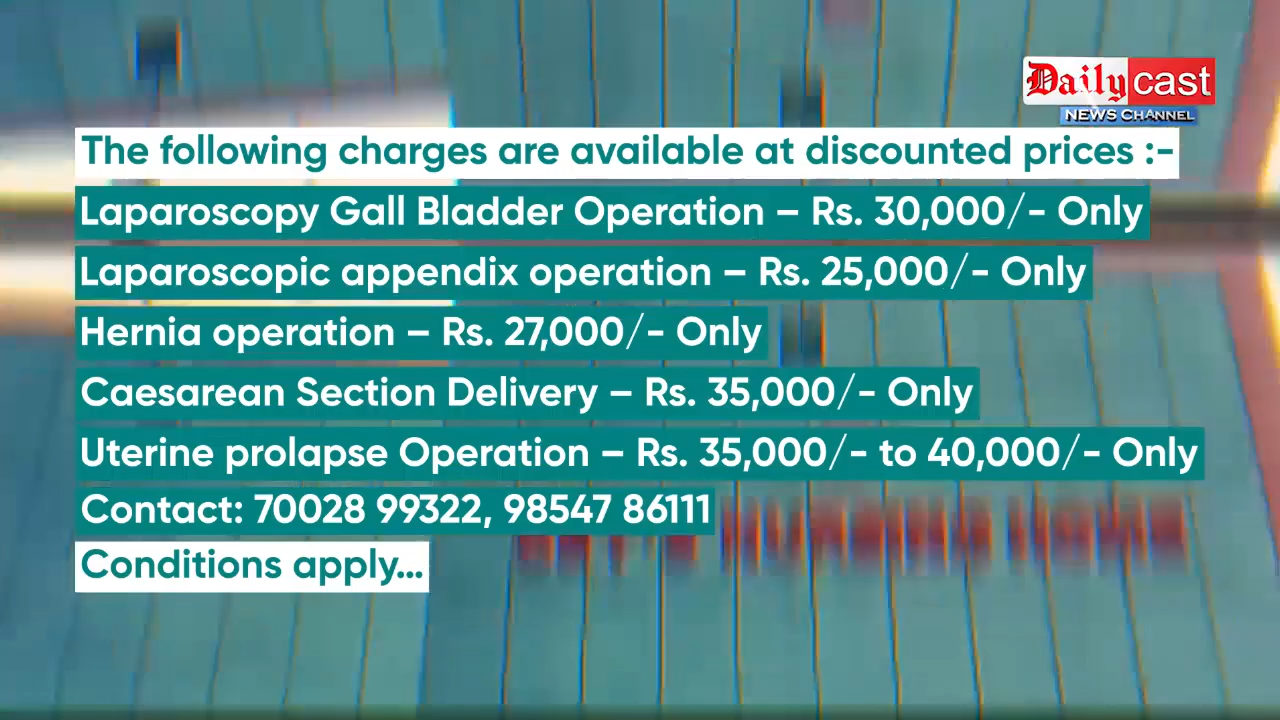 Daily cast
NEWS CHANNEL
The following charges are available at discounted prices :-
Laparoscopy Gall Bladder Operation – Rs. 30,000/- Only
Laparoscopic appendix operation – Rs. 25,000/- Only
Hernia operation – Rs. 27,000/- Only
Caesarean Section Delivery – Rs. 35,000/- Only
Uterine prolapse Operation – Rs. 35,000/- to 40,000/- Only
Contact: 70028 99322, 98547 86111
Conditions apply...